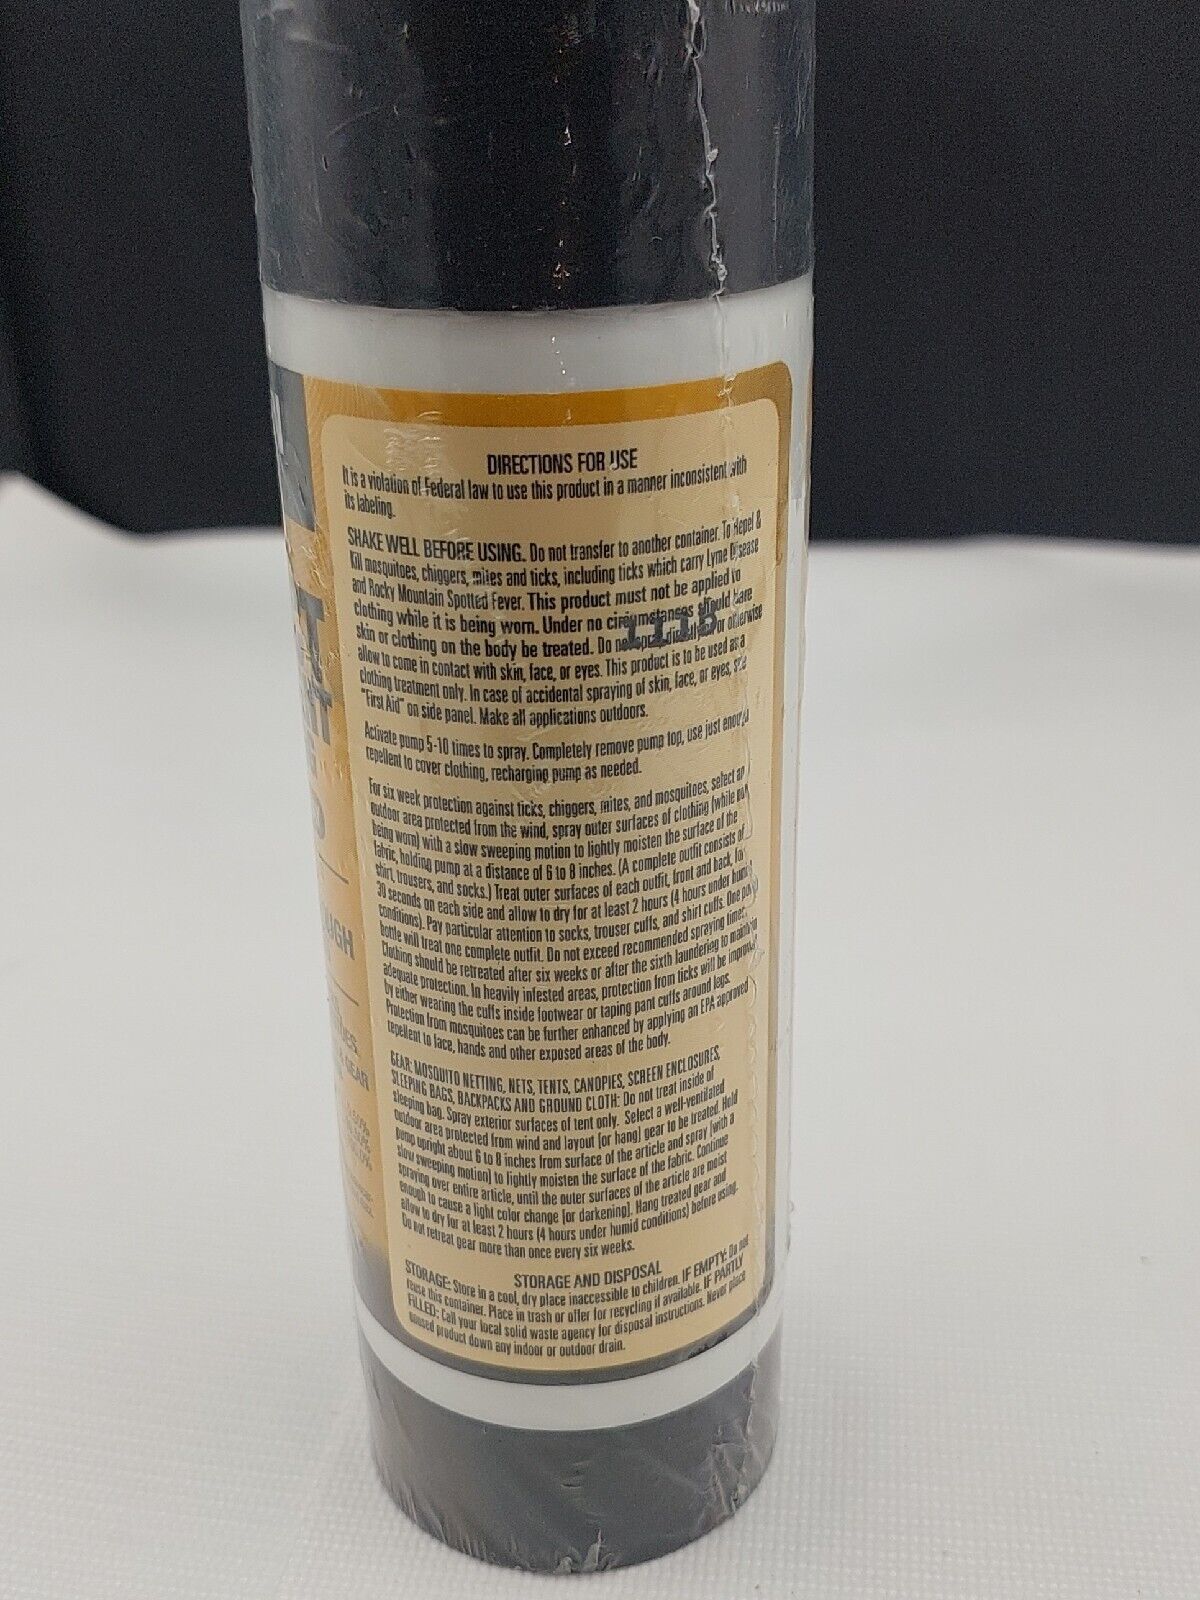 DIRECTIONS FOR USE
It is a violation of Federal law to use this product in a manner inconsistent with
its labeling.
SHAKE WELL BEFORE USING. Do not transfer to another container. To Repel &
Kill mosquitoes, chiggers, mites and ticks, including ticks which carry Lyme Disease
and Rocky Mountain Spotted Fever. This product must not be applied to
clothing while it is being worn. Under no circumstances should bare
skin or clothing on the body be treated. Do not spray directly or otherwise
allow to come in contact with skin, face, or eyes. This product is to be used as a
clothing treatment only. In case of accidental spraying of skin, face, or eyes, see
"First Aid" on side panel. Make all applications outdoors.
Activate pump 5-10 times to spray. Completely remove pump top, use just enough
repellent to cover clothing, recharging pump as needed.
For six week protection against ticks, chiggers, mites, and mosquitoes, select an
outdoor area protected from the wind, spray outer surfaces of clothing (while not
being worn) with a slow sweeping motion to lightly moisten the surface of the
fabric, holding pump at a distance of 6 to 8 inches. (A complete outfit consists of
shirt, trousers, and socks.) Treat outer surfaces of each outfit, front and back, for
30 seconds on each side and allow to dry for at least 2 hours (4 hours under humid
conditions). Pay particular attention to socks, trouser cuffs, and shirt cuffs. One
bottle will treat one complete outfit. Do not exceed recommended spraying times.
Clothing should be retreated after six weeks or after the sixth laundering to maintain
adequate protection. In heavily infested areas, protection from ticks will be improved
by either wearing the cuffs inside footwear or taping pant cuffs around legs.
Protection from mosquitoes can be further enhanced by applying an EPA approved
repellent to face, hands and other exposed areas of the body.
GEAR: MOSQUITO NETTING, NETS, TENTS, CANOPIES, SCREEN ENCLOSURES,
SLEEPING BAGS, BACKPACKS AND GROUND CLOTH: Do not treat inside of
sleeping bag. Spray exterior surfaces of tent only. Select a well-ventilated
outdoor area protected from wind and layout (or hang) gear to be treated. Hold
pump upright about 6 to 8 inches from surface of the article and spray (with a
slow sweeping motion) to lightly moisten the surface of the fabric. Continue
spraying over entire article, until the outer surfaces of the article are moist
enough to cause a light color change (or darkening). Hang treated gear and
allow to dry for at least 2 hours (4 hours under humid conditions) before using.
Do not retreat gear more than once every six weeks.
STORAGE AND DISPOSAL
STORAGE: Store in a cool, dry place inaccessible to children. IF EMPTY: Do not
reuse this container. Place in trash or offer for recycling if available. IF PARTLY
FILLED: Call your local solid waste agency for disposal instructions. Never place
unused product down any indoor or outdoor drain.